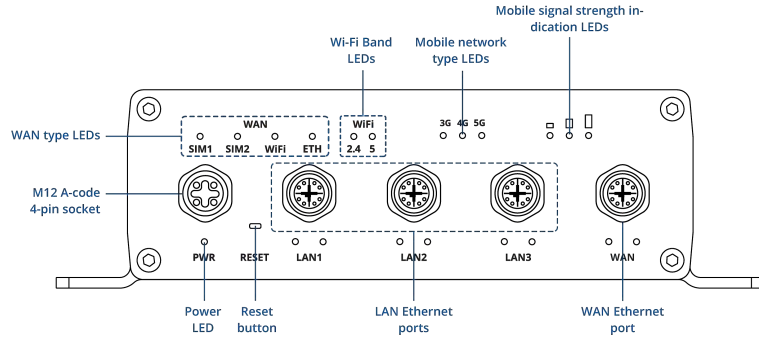 Mobile signal strength in-
dication LEDs
Wi-Fi Band
LEDs
Mobile network
type LEDs
WAN type LEDs
WAN
SIM1 SIM2 WiFi ETH
WiFi
2.4 5
3G 4G 5G
M12 A-code
4-pin socket
PWR RESET LAN1 LAN2 LAN3 WAN
Power
LED
Reset
button
LAN Ethernet
ports
WAN Ethernet
port